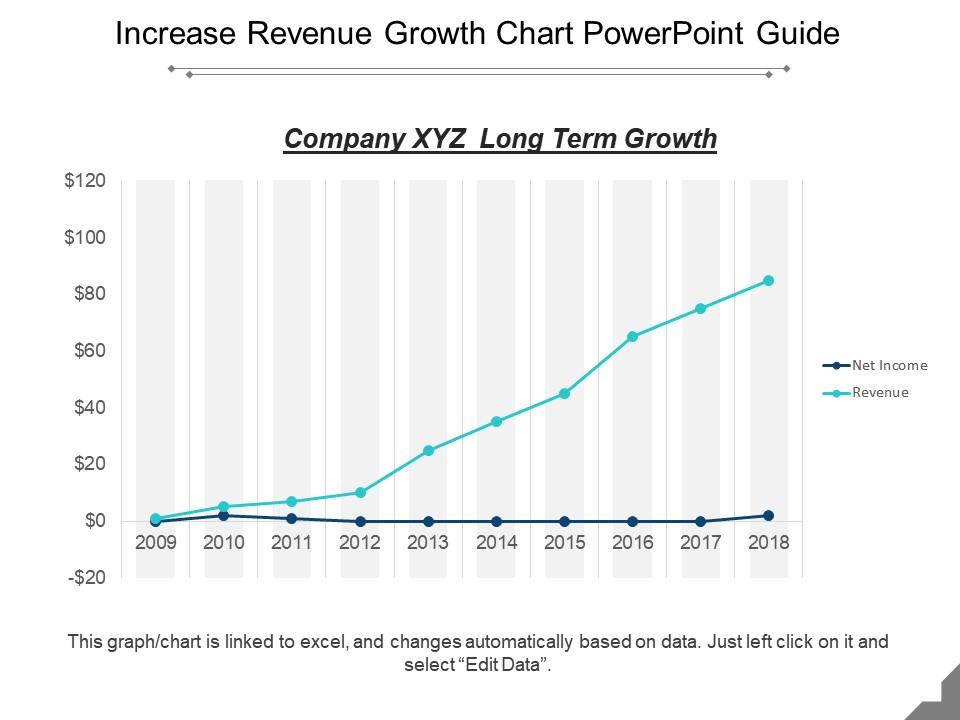 Increase Revenue Growth Chart PowerPoint Guide
Company XYZ Long Term Growth
$120
$100
$80
$60
$40
$20
$0
-$20
2009 2010 2011 2012 2013 2014 2015 2016 2017 2018
Net Income
Revenue
This graph/chart is linked to excel, and changes automatically based on data. Just left click on it and
select “Edit Data”.